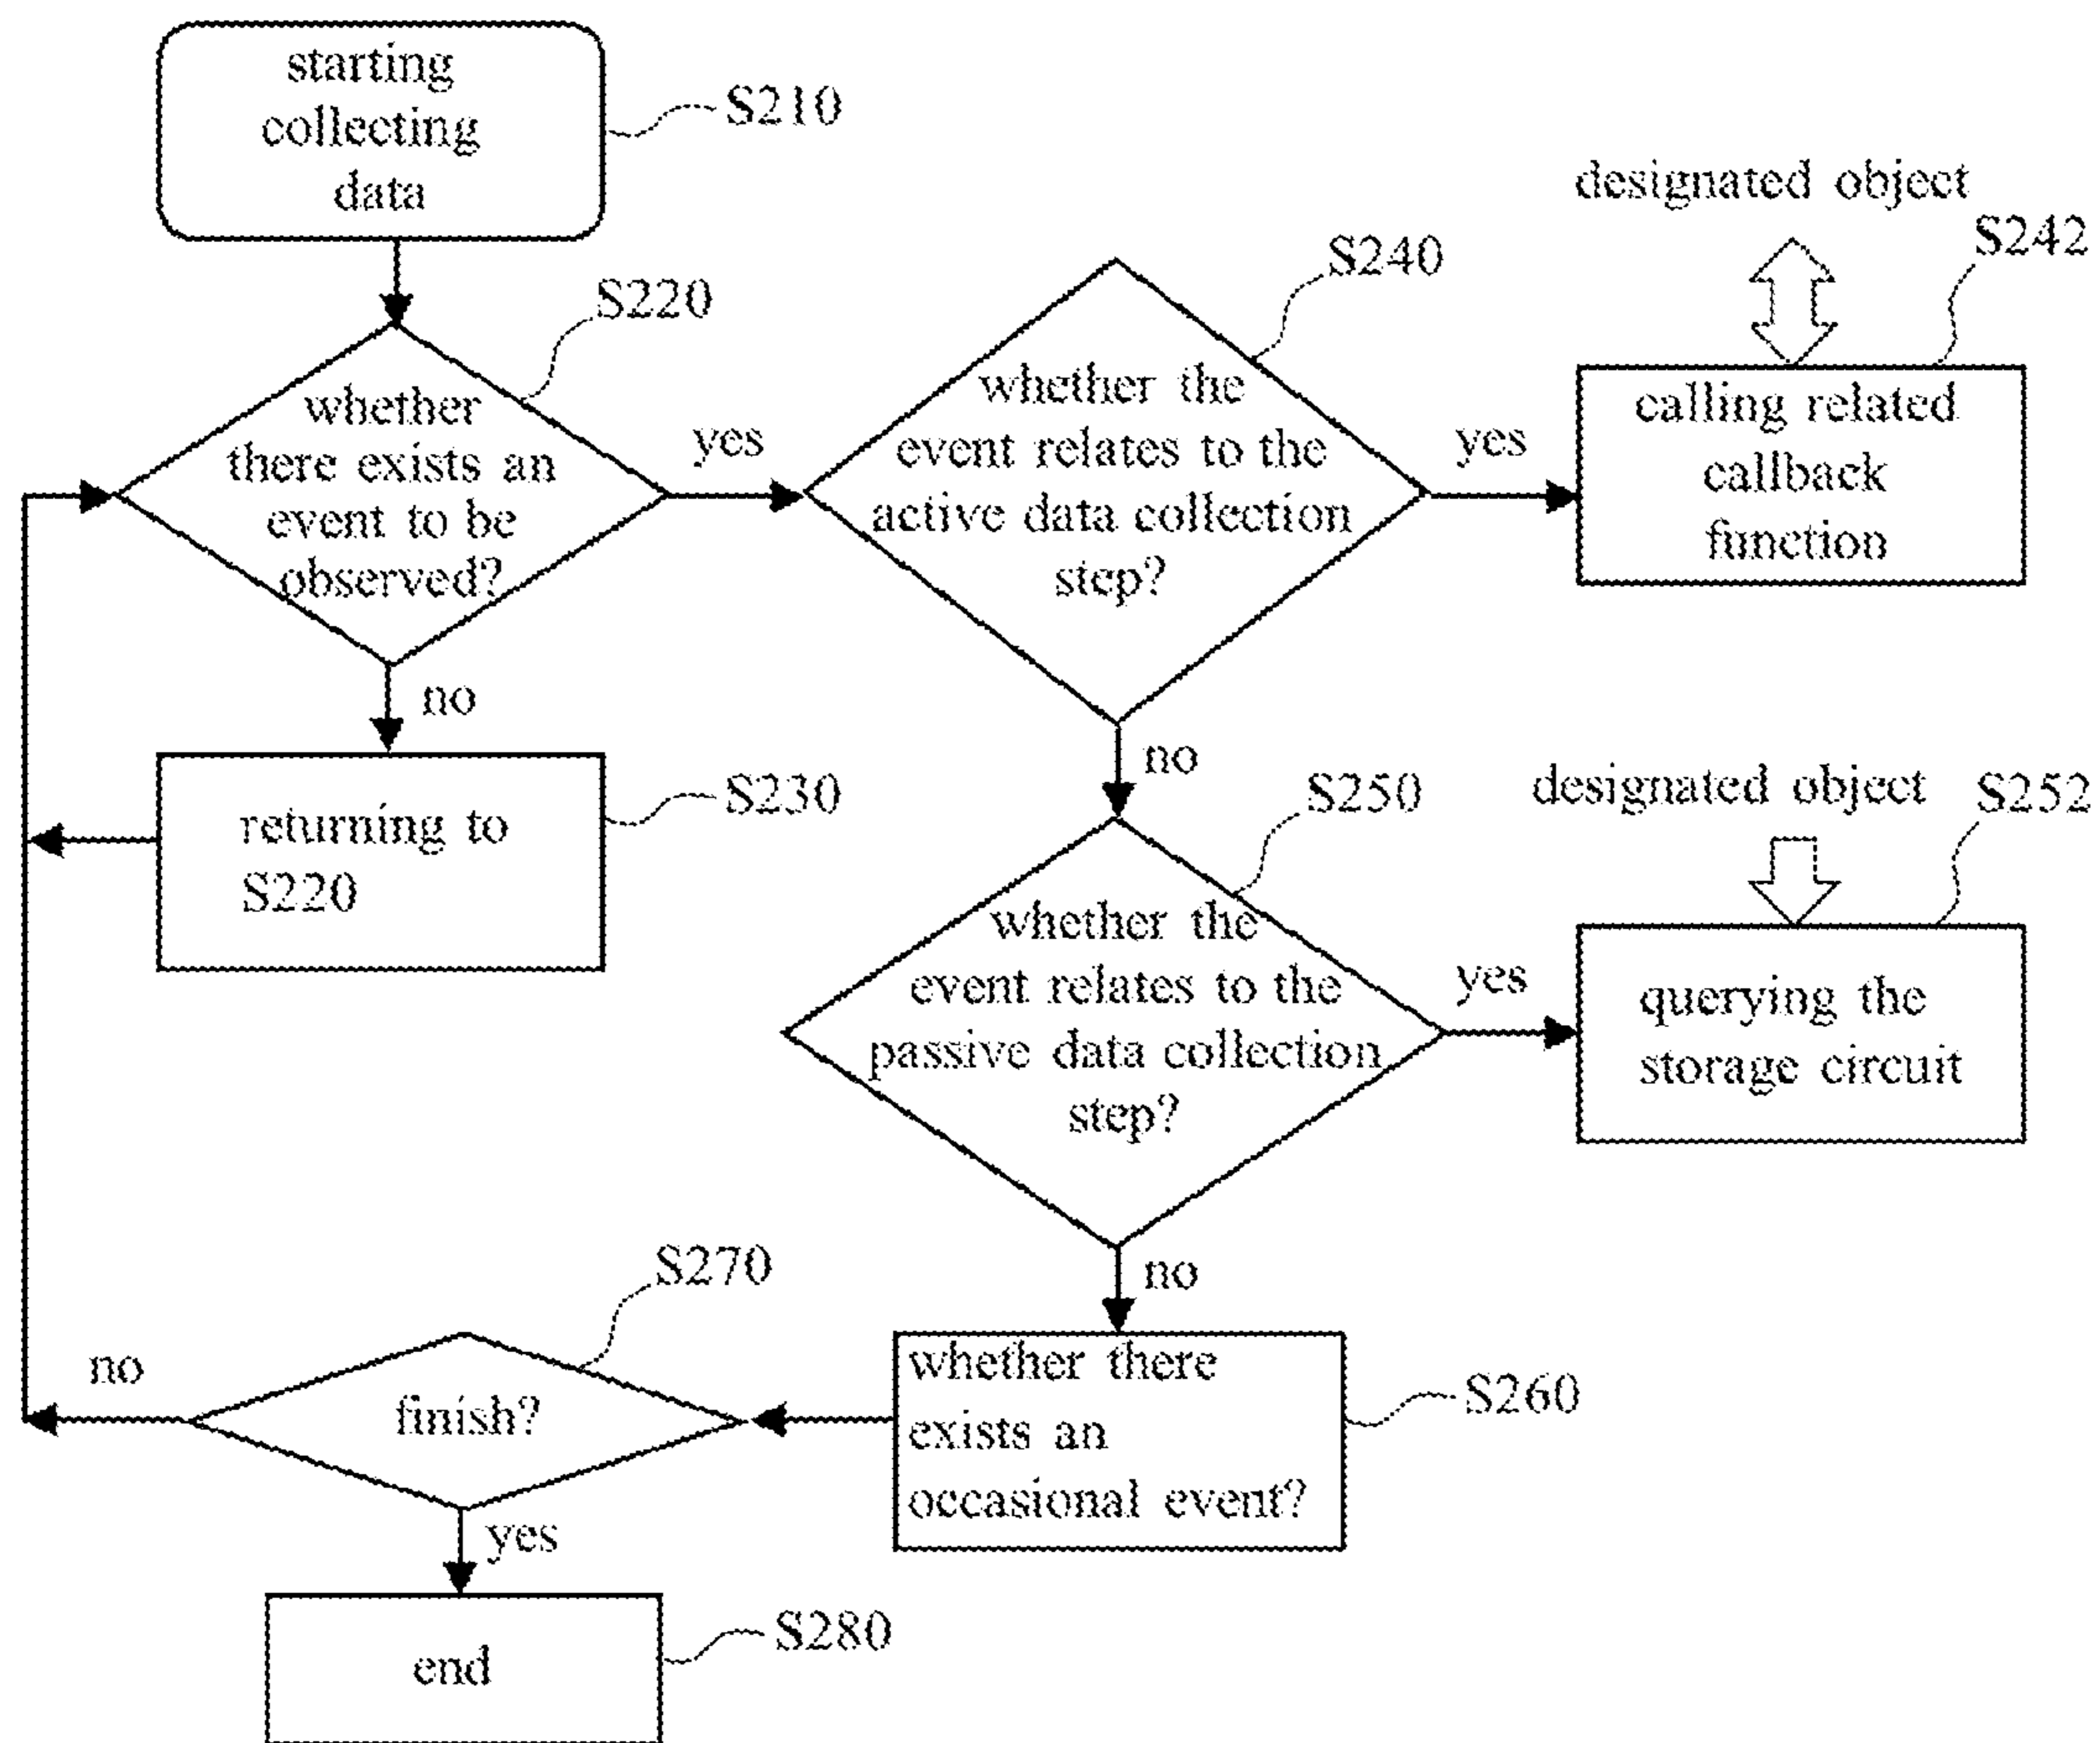 starting
collecting
data
S210
S220
whether
there exists an
event to be
observed?
yes
no
returning to
S220
S230
S240
whether the
event relates to the
active data collection
step?
yes
no
designated object
S242
calling related
callback
function
S250
whether the
event relates to the
passive data collection
step?
yes
no
designated object
S252
querying the
storage circuit
whether there
exists an
occasional event?
S260
S270
finish?
no
yes
end
S280